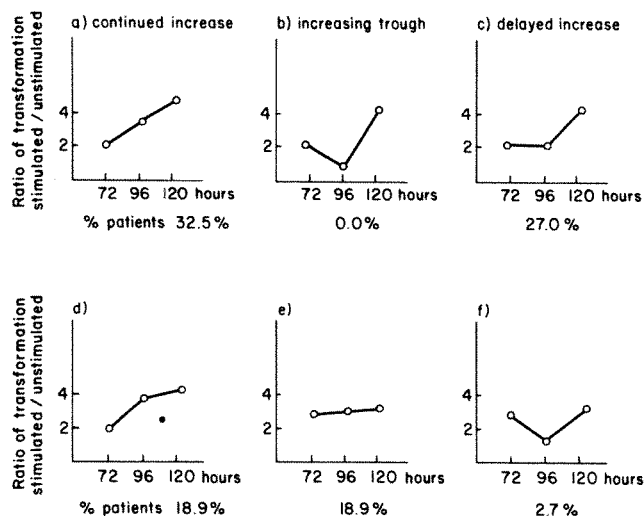 a) continued increase b) increasing trough c) delayed increase
Ratio of transformation
stimulated / unstimulated
4 4 4
2 2 2
72 96 120 hours 72 96 120 hours 72 96 120 hours
% patients 32.5% 0.0% 27.0%
d) e) f)
Ratio of transformation
stimulated / unstimulated
4 4 4
2 2 2
72 96 120 hours 72 96 120 hours 72 96 120 hours
% patients 18.9% 18.9% 2.7%